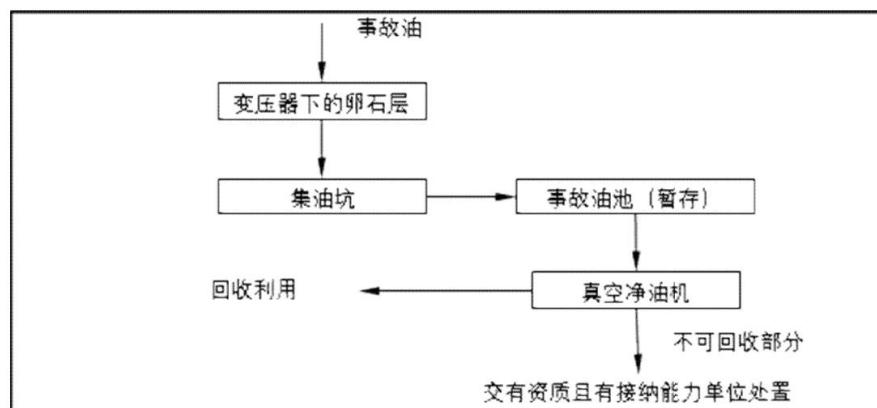 事故油
变压器下的卵石层
集油坑
事故油池（暂存）
回收利用
真空净油机
不可回收部分
交有资质且有接纳能力单位处置